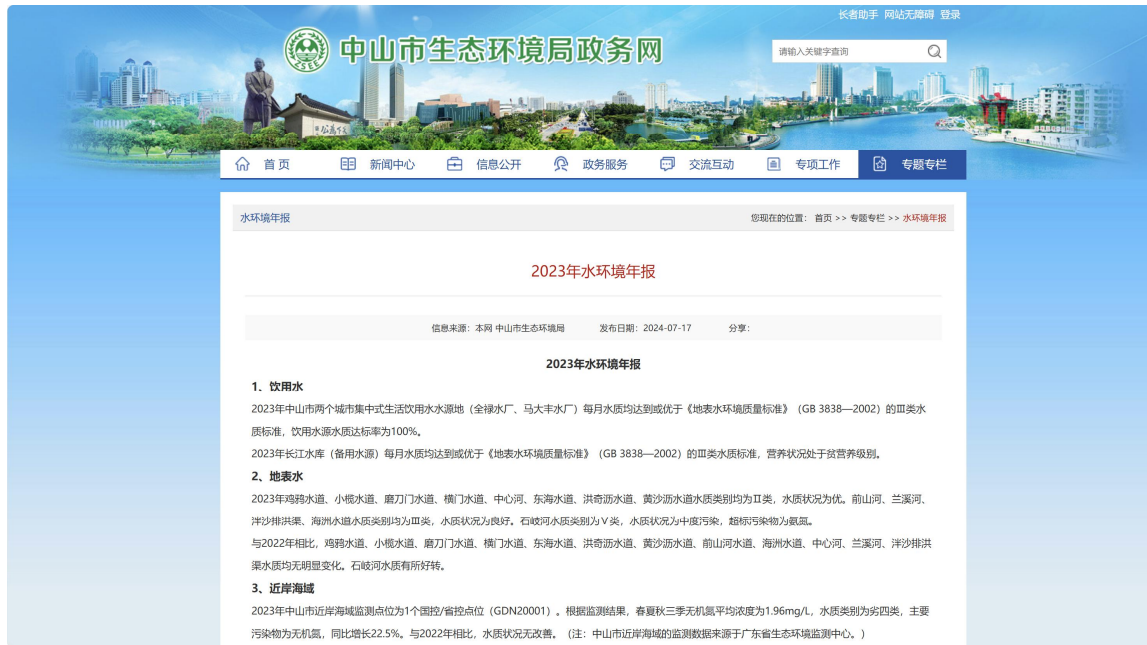 长者助手 网站无障碍 登录
中山市生态环境局政务网
ZSEE
请输入关键字查询
首 页 新闻中心 信息公开 政务服务 交流互动 专项工作 专题专栏
水环境年报 您现在的位置: 首页 >> 专题专栏 >> 水环境年报
2023年水环境年报
信息来源: 本网 中山市生态环境局 发布日期: 2024-07-17 分享:
2023年水环境年报
1、饮用水
2023年中山市两个城市集中式生活饮用水水源地（全禄水厂、马大丰水厂）每月水质均达到或优于《地表水环境质量标准》（GB 3838—2002）的Ⅲ类水
质标准，饮用水源水质达标率为100%。
2023年长江水库（备用水源）每月水质均达到或优于《地表水环境质量标准》（GB 3838—2002）的Ⅲ类水质标准，营养状况处于贫营养级别。
2、地表水
2023年鸡鸦水道、小榄水道、磨刀门水道、横门水道、中心河、东海水道、洪奇沥水道、黄沙沥水道水质类别均为Ⅱ类，水质状况为优。前山河、兰溪河、
泮沙排洪渠、海洲水道水质类别均为Ⅲ类，水质状况为良好。石岐河水质类别为Ⅴ类，水质状况为中度污染，超标污染物为氨氮。
与2022年相比，鸡鸦水道、小榄水道、磨刀门水道、横门水道、东海水道、洪奇沥水道、黄沙沥水道、前山河水道、海洲水道、中心河、兰溪河、泮沙排洪
渠水质均无明显变化。石岐河水质有所好转。
3、近岸海域
2023年中山市近岸海域监测点位为1个国控/省控点位（GDN20001）。根据监测结果，春夏秋三季无机氮平均浓度为1.96mg/L，水质类别为劣四类，主要
污染物为无机氮，同比增长22.5%。与2022年相比，水质状况无改善。（注：中山市近岸海域的监测数据来源于广东省生态环境监测中心。）